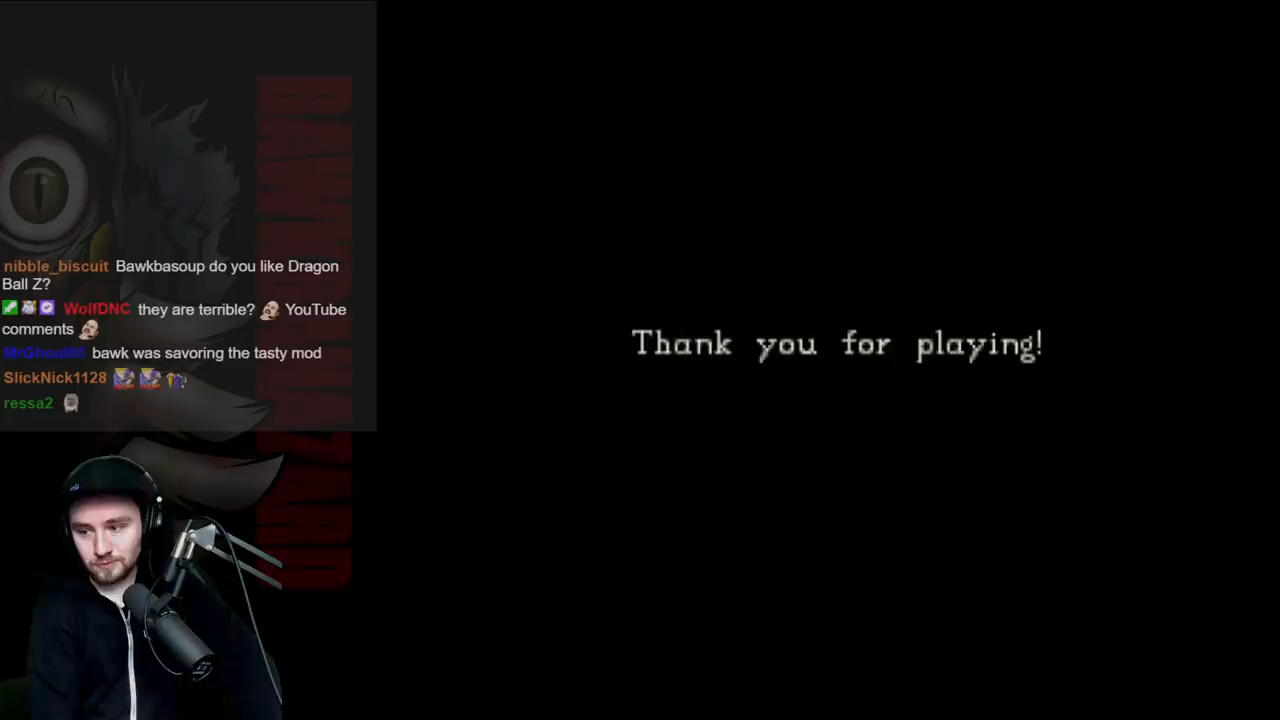 nibble_biscuit Bawkbasoup do you like Dragon
Ball Z?
WolfDNC they are terrible? YouTube
comments
bawk was savoring the tasty mod
SlickNick1128
ressa2
Thank you for playing!